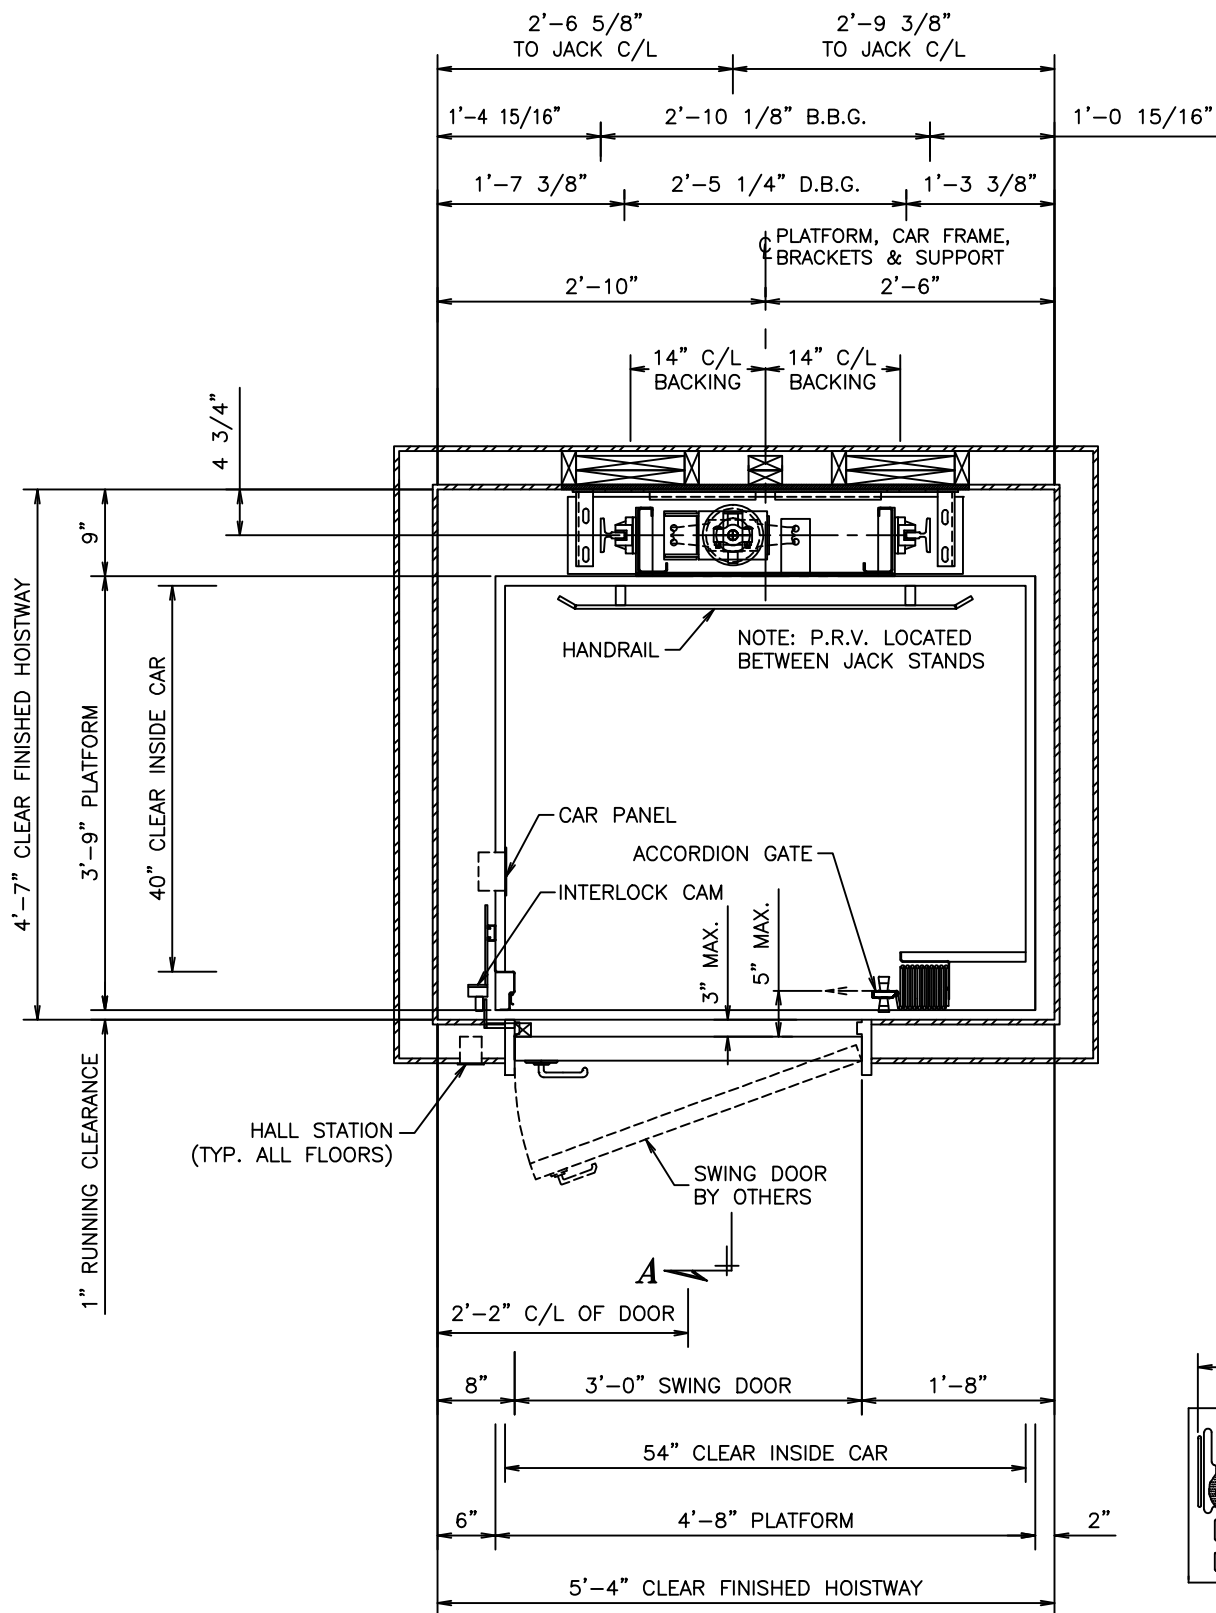 2'-6 5/8"
TO JACK C/L
2'-9 3/8"
TO JACK C/L
1'-4 15/16"
2'-10 1/8" B.B.G.
1'-0 15/16"
1'-7 3/8"
2'-5 1/4" D.B.G.
1'-3 3/8"
℄ PLATFORM, CAR FRAME,
BRACKETS & SUPPORT
2'-10"
2'-6"
14" C/L
BACKING
14" C/L
BACKING
4 3/4"
9"
4'-7" CLEAR FINISHED HOISTWAY
3'-9" PLATFORM
40" CLEAR INSIDE CAR
HANDRAIL
NOTE: P.R.V. LOCATED
BETWEEN JACK STANDS
CAR PANEL
ACCORDION GATE
INTERLOCK CAM
3" MAX.
5" MAX.
1" RUNNING CLEARANCE
HALL STATION
(TYP. ALL FLOORS)
SWING DOOR
BY OTHERS
A
2'-2" C/L OF DOOR
8"
3'-0" SWING DOOR
1'-8"
54" CLEAR INSIDE CAR
6"
4'-8" PLATFORM
2"
5'-4" CLEAR FINISHED HOISTWAY